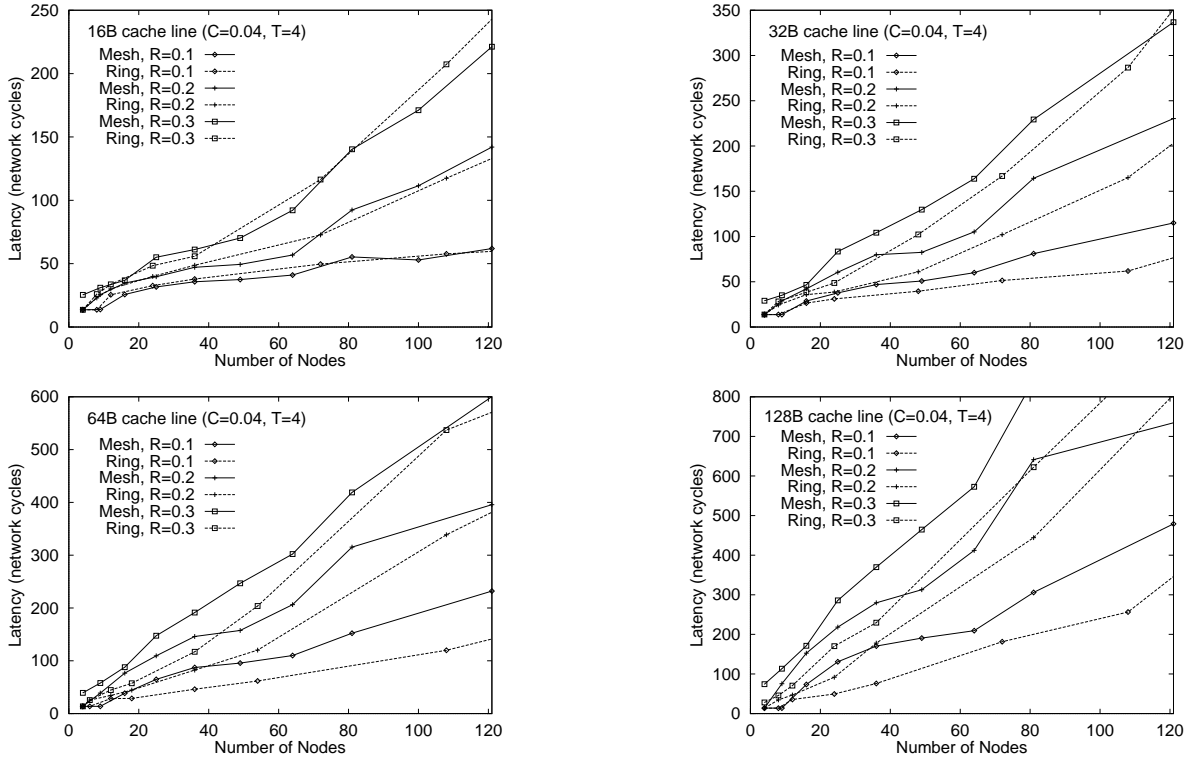 16B cache line (C=0.04, T=4)
Mesh, R=0.1
Ring, R=0.1
Mesh, R=0.2
Ring, R=0.2
Mesh, R=0.3
Ring, R=0.3
Latency (network cycles)
250
200
150
100
50
0
0 20 40 60 80 100 120
Number of Nodes
32B cache line (C=0.04, T=4)
Mesh, R=0.1
Ring, R=0.1
Mesh, R=0.2
Ring, R=0.2
Mesh, R=0.3
Ring, R=0.3
Latency (network cycles)
350
300
250
200
150
100
50
0
0 20 40 60 80 100 120
Number of Nodes
64B cache line (C=0.04, T=4)
Mesh, R=0.1
Ring, R=0.1
Mesh, R=0.2
Ring, R=0.2
Mesh, R=0.3
Ring, R=0.3
Latency (network cycles)
600
500
400
300
200
100
0
0 20 40 60 80 100 120
Number of Nodes
128B cache line (C=0.04, T=4)
Mesh, R=0.1
Ring, R=0.1
Mesh, R=0.2
Ring, R=0.2
Mesh, R=0.3
Ring, R=0.3
Latency (network cycles)
800
700
600
500
400
300
200
100
0
0 20 40 60 80 100 120
Number of Nodes